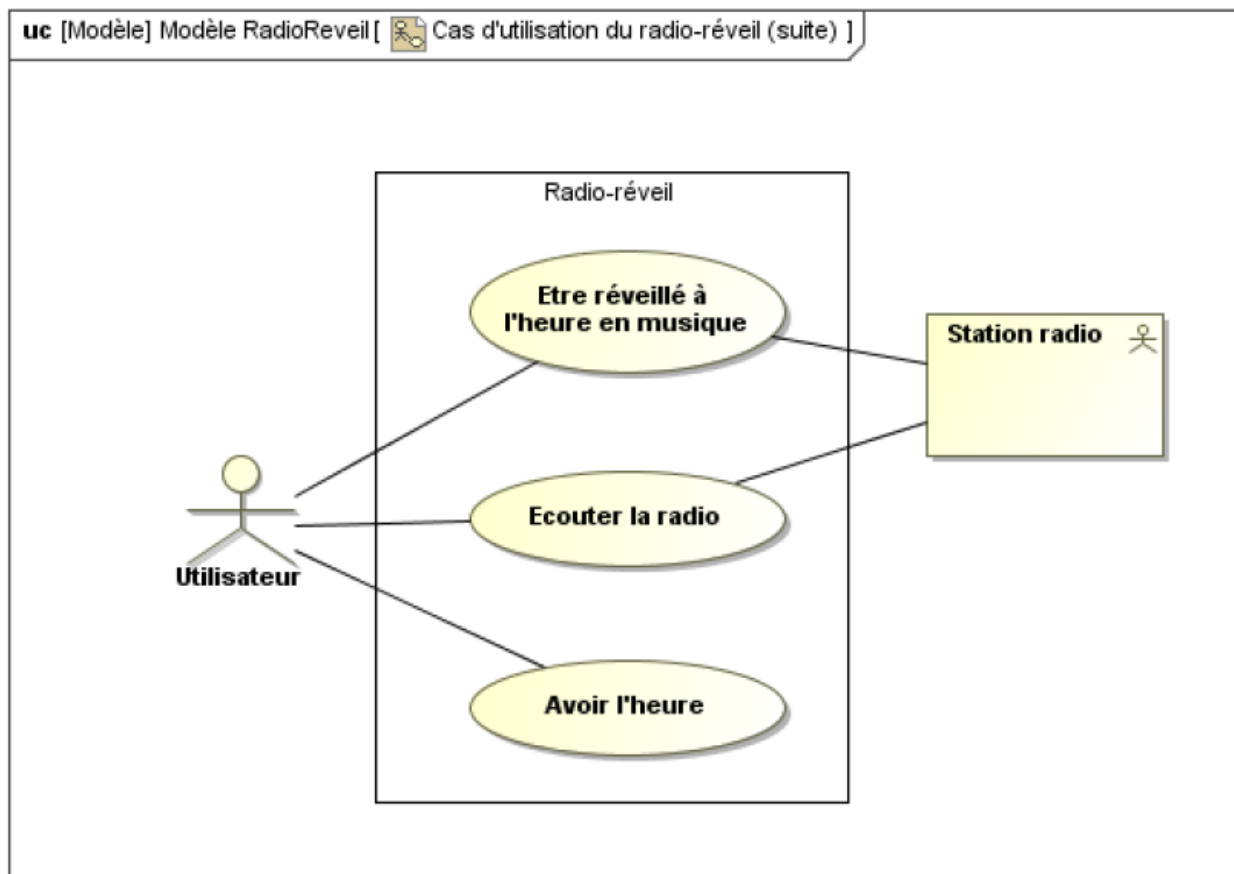 uc [Modèle] Modèle RadioReveil [ Cas d'utilisation du radio-réveil (suite) ]
Radio-réveil
Etre réveillé à
l'heure en musique
Station radio
Ecouter la radio
Utilisateur
Avoir l'heure